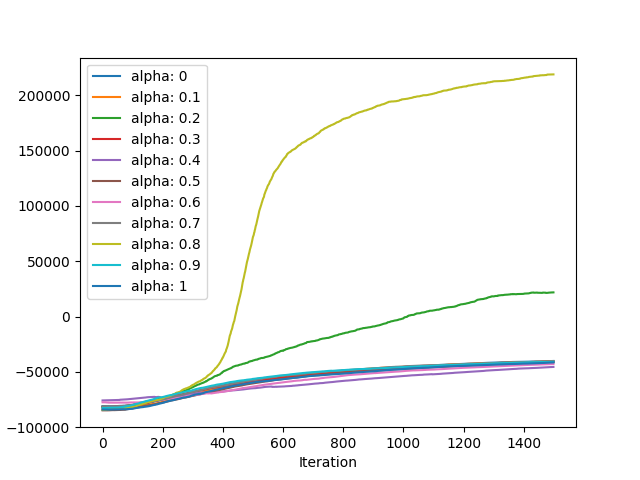 alpha: 0
alpha: 0.1
alpha: 0.2
alpha: 0.3
alpha: 0.4
alpha: 0.5
alpha: 0.6
alpha: 0.7
alpha: 0.8
alpha: 0.9
alpha: 1
200000
150000
100000
50000
0
−50000
−100000
0 200 400 600 800 1000 1200 1400
Iteration